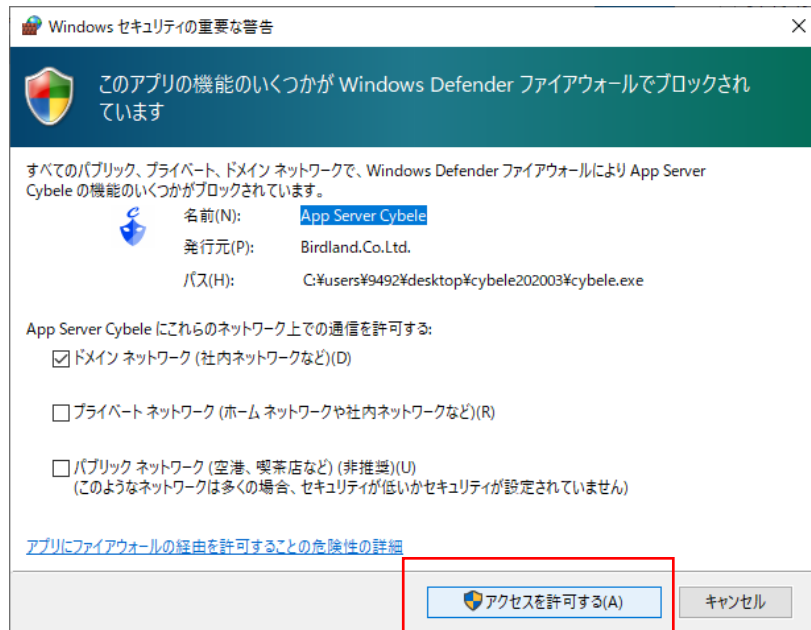 Windows セキュリティの重要な警告
このアプリの機能のいくつかが Windows Defender ファイアウォールでブロックされ
ています
すべてのパブリック、プライベート、ドメイン ネットワークで、Windows Defender ファイアウォールにより App Server
Cybele の機能のいくつかがブロックされています。
名前(N): App Server Cybele
発行元(P): Birdland.Co.Ltd.
パス(H): C:¥users¥9492¥desktop¥cybele202003¥cybele.exe
App Server Cybele にこれらのネットワーク上での通信を許可する:
ドメイン ネットワーク (社内ネットワークなど)(D)
プライベート ネットワーク (ホーム ネットワークや社内ネットワークなど)(R)
パブリック ネットワーク (空港、喫茶店など) (非推奨)(U)
(このようなネットワークは多くの場合、セキュリティが低いかセキュリティが設定されていません)
アプリにファイアウォールの経由を許可することの危険性の詳細
アクセスを許可する(A) キャンセル